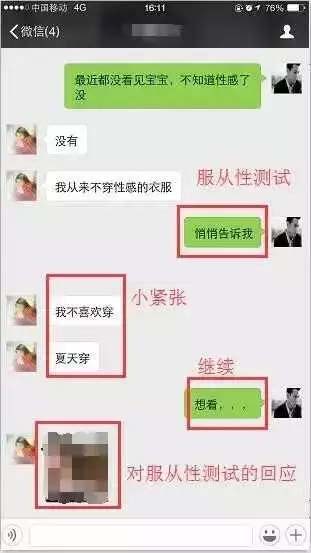 中国移动 4G 16:11 76%
微信(4)
最近都没看见宝宝，不知道性感了
没
没有
我从来不穿性感的衣服
服从性测试
悄悄告诉我
我不喜欢穿
小紧张
夏天穿
继续
想看，，，
对服从性测试的回应